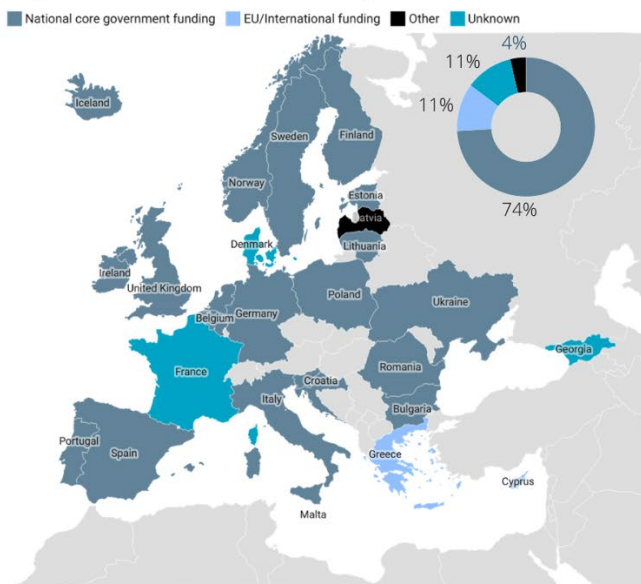 National core government funding EU/International funding Other Unknown
4%
11%
11%
74%
Iceland
Sweden
Finland
Norway
Estonia
Latvia
Denmark
Lithuania
Ireland
United Kingdom
Poland
Ukraine
Belgium
Germany
Georgia
France
Romania
Croatia
Italy
Bulgaria
Portugal
Spain
Greece
Cyprus
Malta